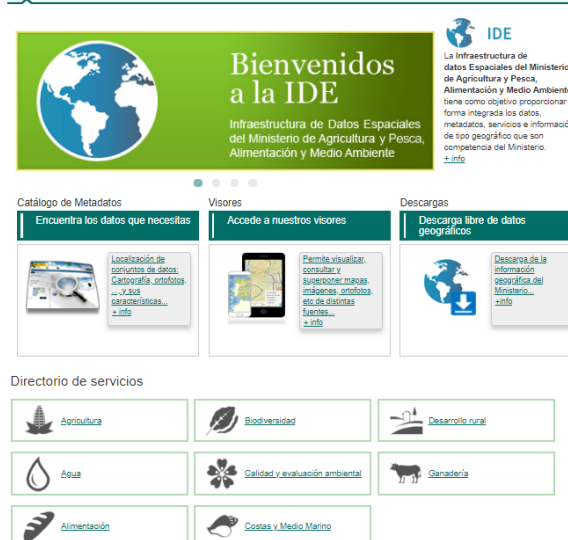 Bienvenidos
a la IDE
Infraestructura de Datos Espaciales
del Ministerio de Agricultura y Pesca,
Alimentación y Medio Ambiente
IDE
La Infraestructura de
datos Espaciales del Ministerio
de Agricultura y Pesca,
Alimentación y Medio Ambiente
tiene como objetivo proporcionar
forma integrada los datos,
metadatos, servicios e informació
de tipo geográfico que son
competencia del Ministerio.
+ info
Catálogo de Metadatos
Encuentra los datos que necesitas
Localización de
conjuntos de datos:
Cartografía, ortofotos,
..., y sus
características...
+ info
Visores
Accede a nuestros visores
Permite visualizar,
consultar y
superponer mapas,
imágenes, ortofotos,
etc de distintas
fuentes...
+ info
Descargas
Descarga libre de datos
geográficos
Descarga de la
información
geográfica del
Ministerio...
+info
Directorio de servicios
Agricultura
Biodiversidad
Desarrollo rural
Agua
Calidad y evaluación ambiental
Ganadería
Alimentación
Costas y Medio Marino